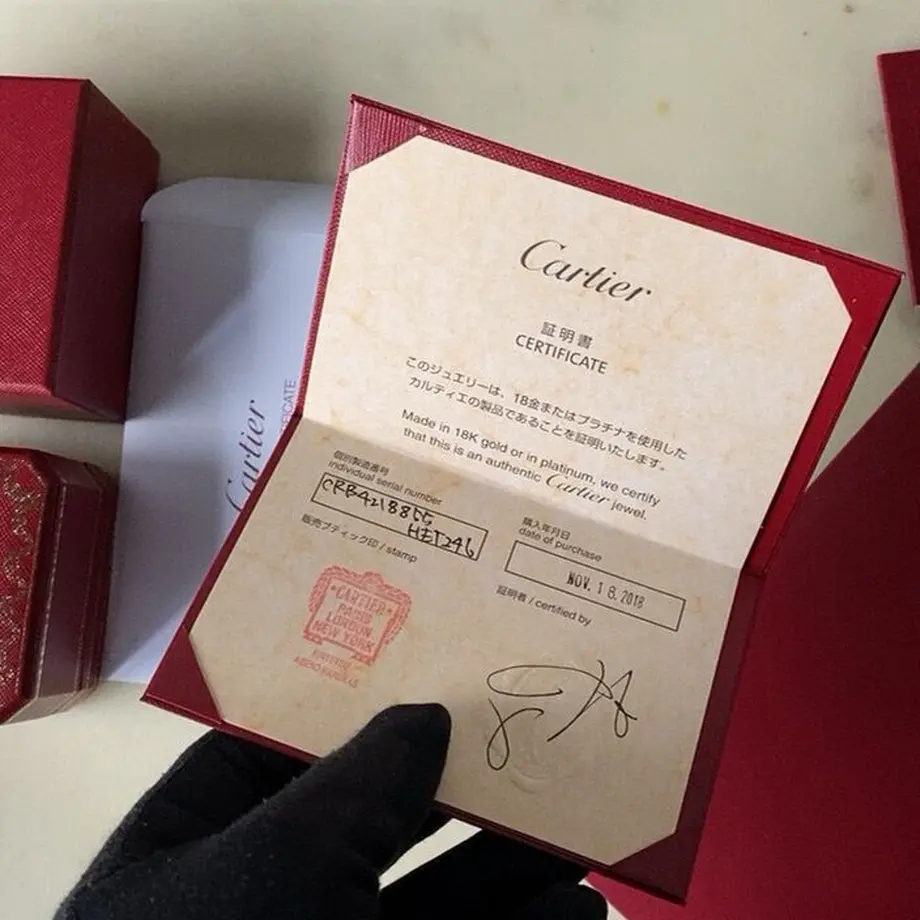 Cartier
証明書
CERTIFICATE
このジュエリーは、18金またはプラチナを使用した
カルティエの製品であることを証明いたします。
Made in 18K gold or in platinum, we certify
that this is an authentic Cartier jewel.
個別製造番号
individual serial number
CRB4218855
HET246
販売ブティック印 / stamp
CARTIER
PARIS
LONDON
NEW YORK
購入年月日
date of purchase
NOV. 18. 2018
証明者 / certified by
Cartier